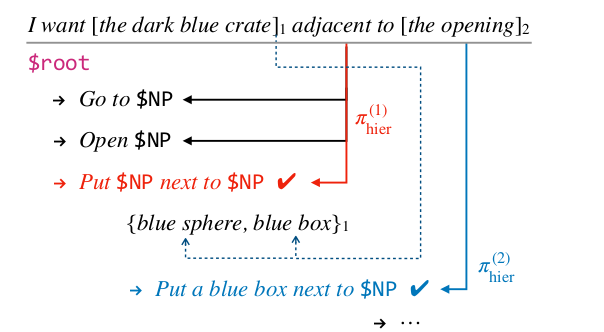 I want [the dark blue crate]₁ adjacent to [the opening]₂
$root
→ Go to $NP
→ Open $NP
π⁽¹⁾hier
→ Put $NP next to $NP ✔
{blue sphere, blue box}₁
π⁽²⁾hier
→ Put a blue box next to $NP ✔
→ ⋯